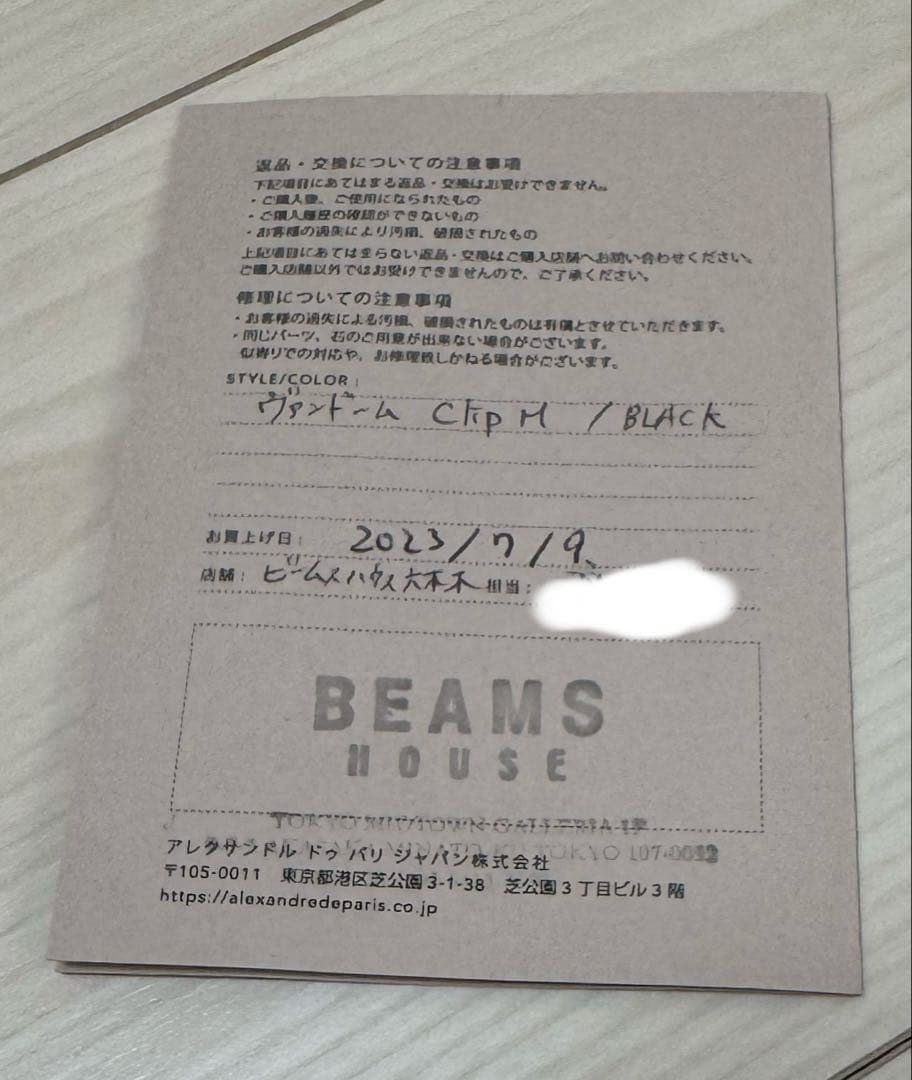 返品・交換についての注意事項
下記項目にあてはまる返品・交換はお受けできません。
・ご購入後、ご使用になられたもの
・ご購入履歴の確認ができないもの
・お客様の過失により汚損、破損されたもの
上記項目にあてはまらない返品・交換はご購入店舗へお問い合わせください。
ご購入店舗以外ではお受けできませんので、ご了承ください。
修理についての注意事項
・お客様の過失による汚損、破損されたものは有償とさせていただきます。
・同じパーツ、石のご用意が出来ない場合がございます。
似寄りでの対応や、お修理致しかねる場合がございます。
STYLE/COLOR :
ヴァンドーム Clip M / BLACK
お買上げ日 : 2023/7/9
店舗 : ビームスハウス六本木 担当 :
BEAMS
HOUSE
TOKYO MIDTOWN GALLERIA 1F
AKASAKA MINATO-KU TOKYO 107-0052
アレクサンドル ドゥ パリ ジャパン株式会社
〒105-0011 東京都港区芝公園3-1-38 芝公園3丁目ビル3階
https://alexandredeparis.co.jp